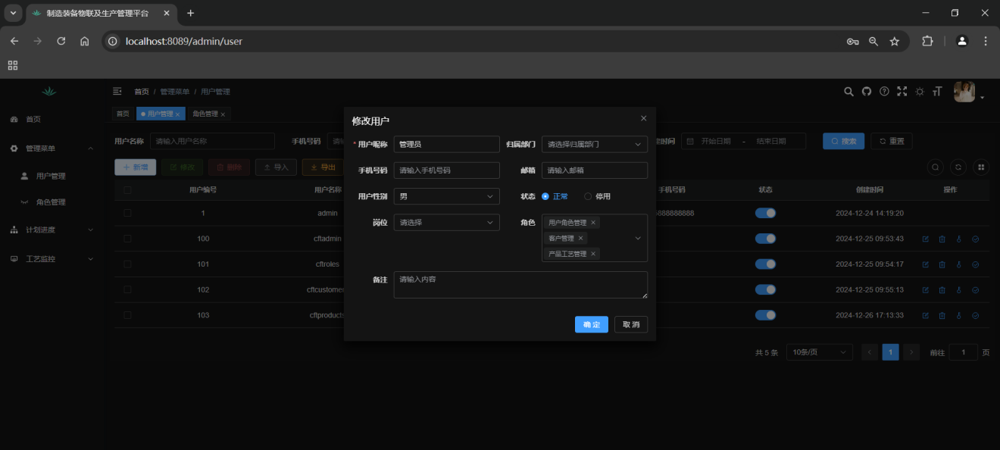 制造装备物联及生产管理平台
localhost:8089/admin/user
首页 / 管理菜单 / 用户管理
首页 用户管理 角色管理
首页
管理菜单
用户管理
角色管理
计划进度
工艺监控
用户名称 请输入用户名称 手机号码 开始日期 - 结束日期 搜索 重置
新增 修改 删除 导入 导出
用户编号 用户名称 手机号码 状态 创建时间 操作
1 admin 888888888 2024-12-24 14:19:20
100 cftadmin 2024-12-25 09:53:43
101 cftroles 2024-12-25 09:54:17
102 cftcustomer 2024-12-25 09:55:13
103 cftproducts 2024-12-26 17:13:33
共 5 条 10条/页 1 前往 1 页
修改用户
* 用户昵称 管理员 归属部门 请选择归属部门
手机号码 请输入手机号码 邮箱 请输入邮箱
用户性别 男 状态 正常 停用
岗位 请选择 角色 用户角色管理
客户管理
产品工艺管理
备注 请输入内容
确定 取消